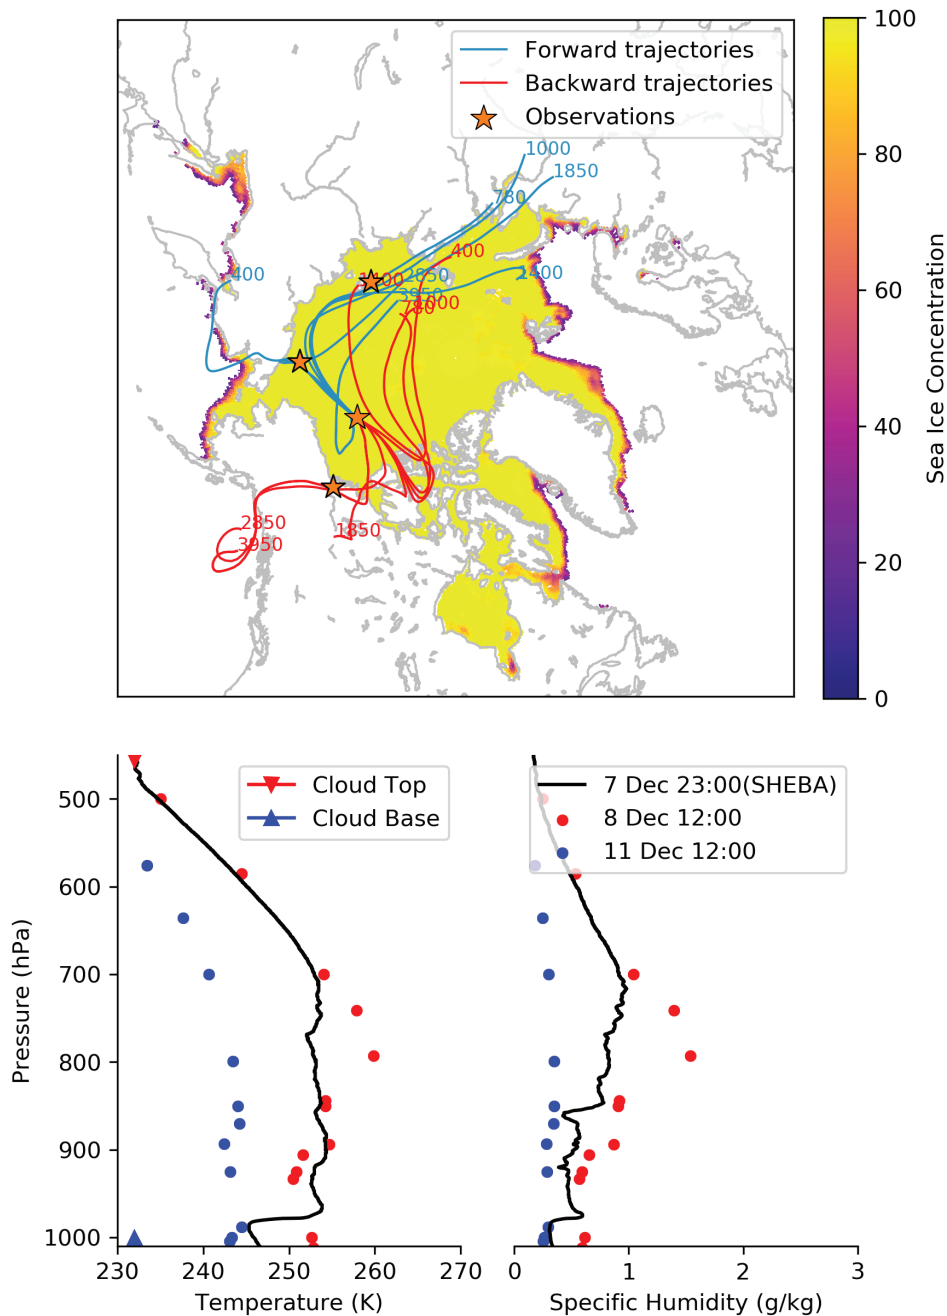 Forward trajectories
Backward trajectories
Observations
1000
1850
780
400
400
2850
1400
3950
1000
780
2850
3950
1850
100
80
60
40
20
0
Sea Ice Concentration
Cloud Top
Cloud Base
7 Dec 23:00(SHEBA)
8 Dec 12:00
11 Dec 12:00
500
600
700
800
900
1000
Pressure (hPa)
230
240
250
260
270
Temperature (K)
0
1
2
3
Specific Humidity (g/kg)